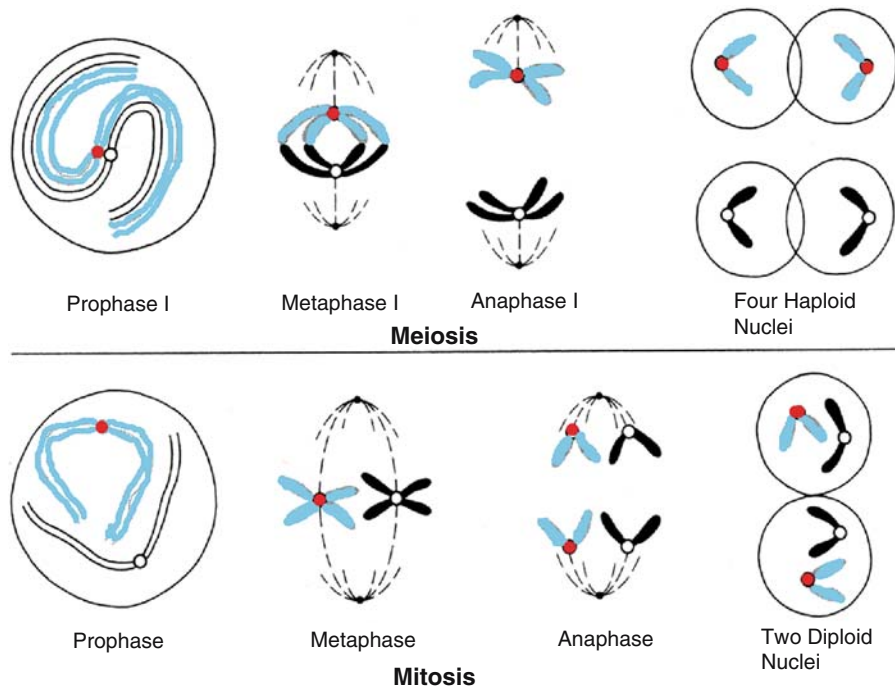 Prophase I
Metaphase I
Anaphase I
Four Haploid
Nuclei
Meiosis
Prophase
Metaphase
Anaphase
Two Diploid
Nuclei
Mitosis